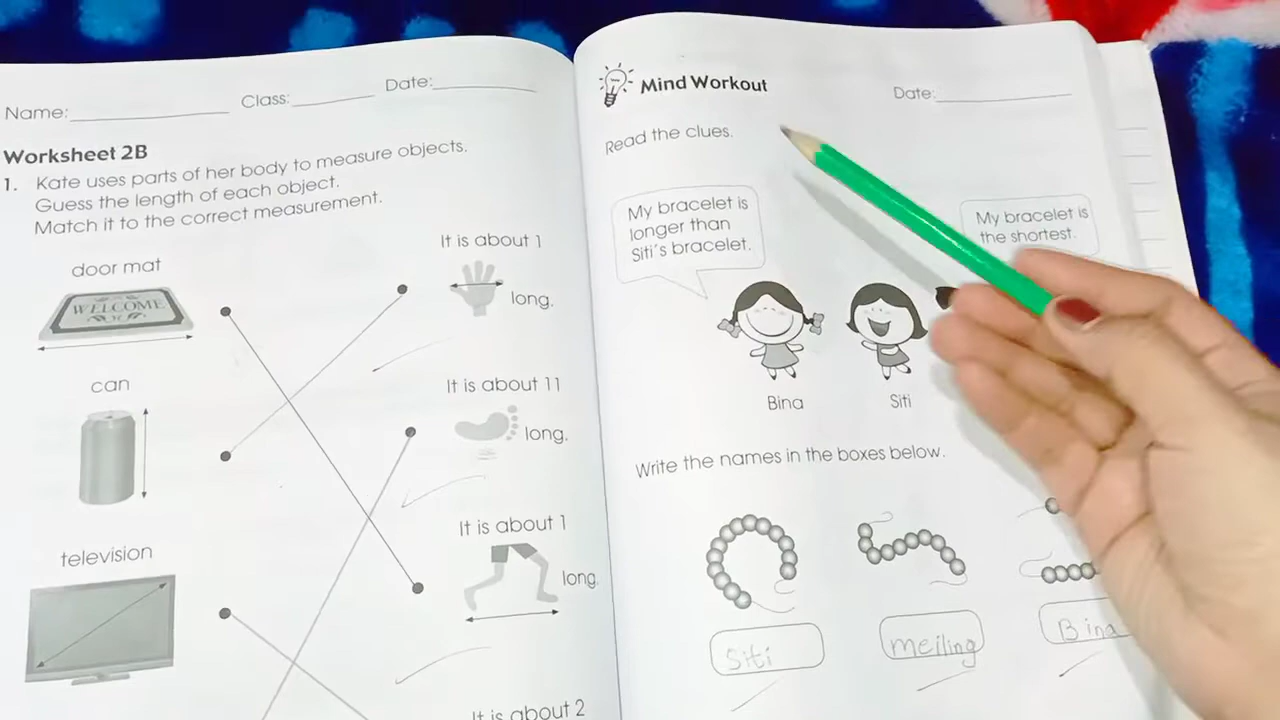 Name:
Class:
Date:
Worksheet 2B
1. Kate uses parts of her body to measure objects.
Guess the length of each object.
Match it to the correct measurement.
door mat
WELCOME
can
television
It is about 1
long.
It is about 11
long.
It is about 1
long.
It is about 2
Mind Workout
Date:
Read the clues.
My bracelet is
longer than
Siti's bracelet.
My bracelet is
the shortest.
Bina
Siti
Write the names in the boxes below.
Siti
meiling
Bina